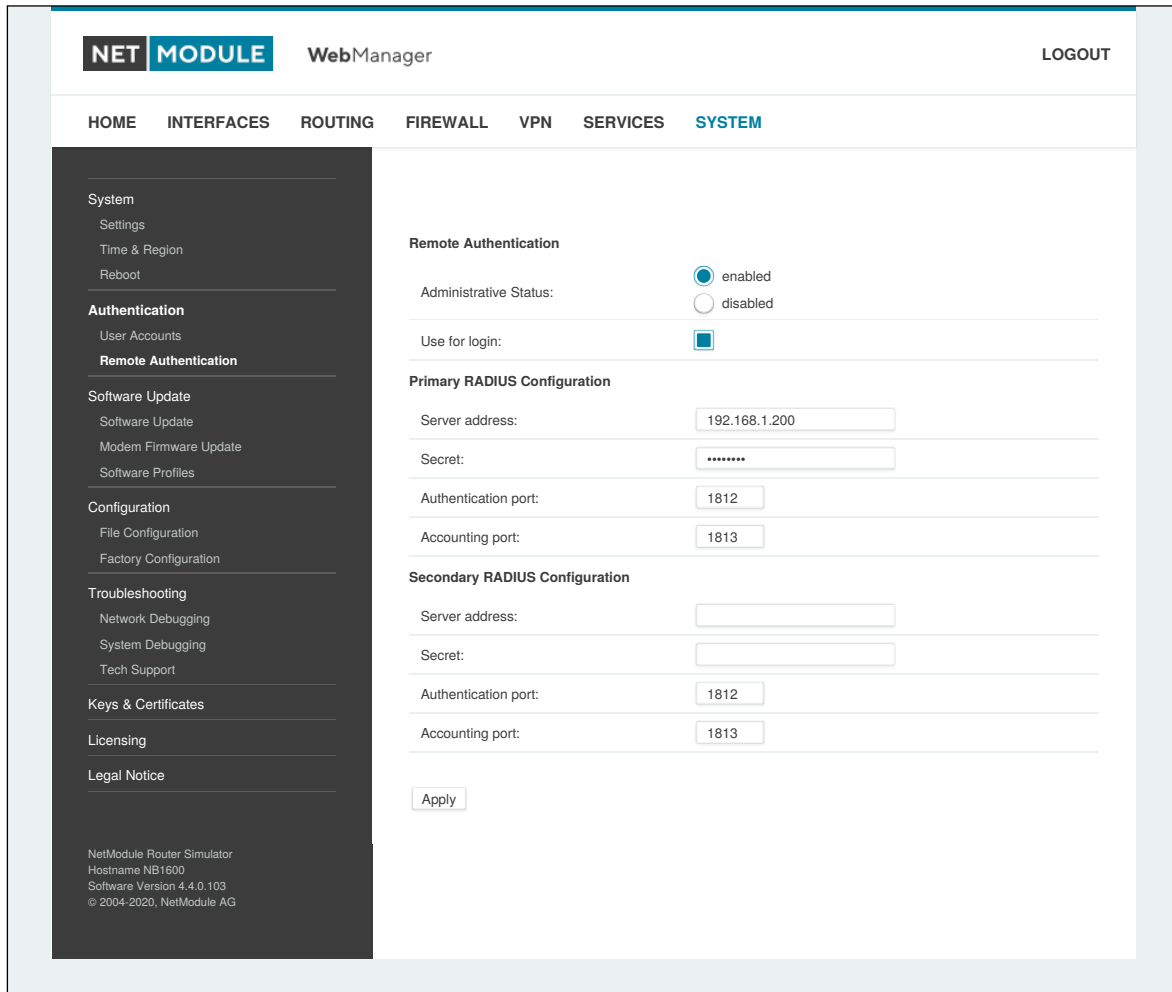 NET MODULE WebManager LOGOUT
HOME INTERFACES ROUTING FIREWALL VPN SERVICES SYSTEM
System
Settings
Time & Region
Reboot
Authentication
User Accounts
Remote Authentication
Software Update
Software Update
Modem Firmware Update
Software Profiles
Configuration
File Configuration
Factory Configuration
Troubleshooting
Network Debugging
System Debugging
Tech Support
Keys & Certificates
Licensing
Legal Notice
NetModule Router Simulator
Hostname NB1600
Software Version 4.4.0.103
© 2004-2020, NetModule AG
Remote Authentication
Administrative Status:
enabled
disabled
Use for login:
Primary RADIUS Configuration
Server address: 192.168.1.200
Secret: ••••••••
Authentication port: 1812
Accounting port: 1813
Secondary RADIUS Configuration
Server address:
Secret:
Authentication port: 1812
Accounting port: 1813
Apply